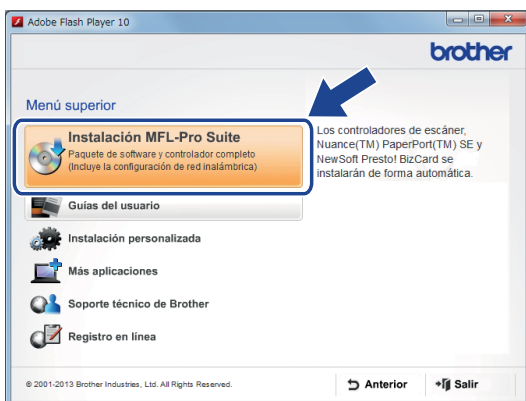 Adobe Flash Player 10
brother
Menú superior
Instalación MFL-Pro Suite
Paquete de software y controlador completo
(Incluye la configuración de red inalámbrica)
Los controladores de escáner,
Nuance(TM) PaperPort(TM) SE y
NewSoft Presto! BizCard se
instalarán de forma automática.
Guías del usuario
Instalación personalizada
Más aplicaciones
Soporte técnico de Brother
Registro en línea
© 2001-2013 Brother Industries, Ltd. All Rights Reserved.
Anterior
Salir